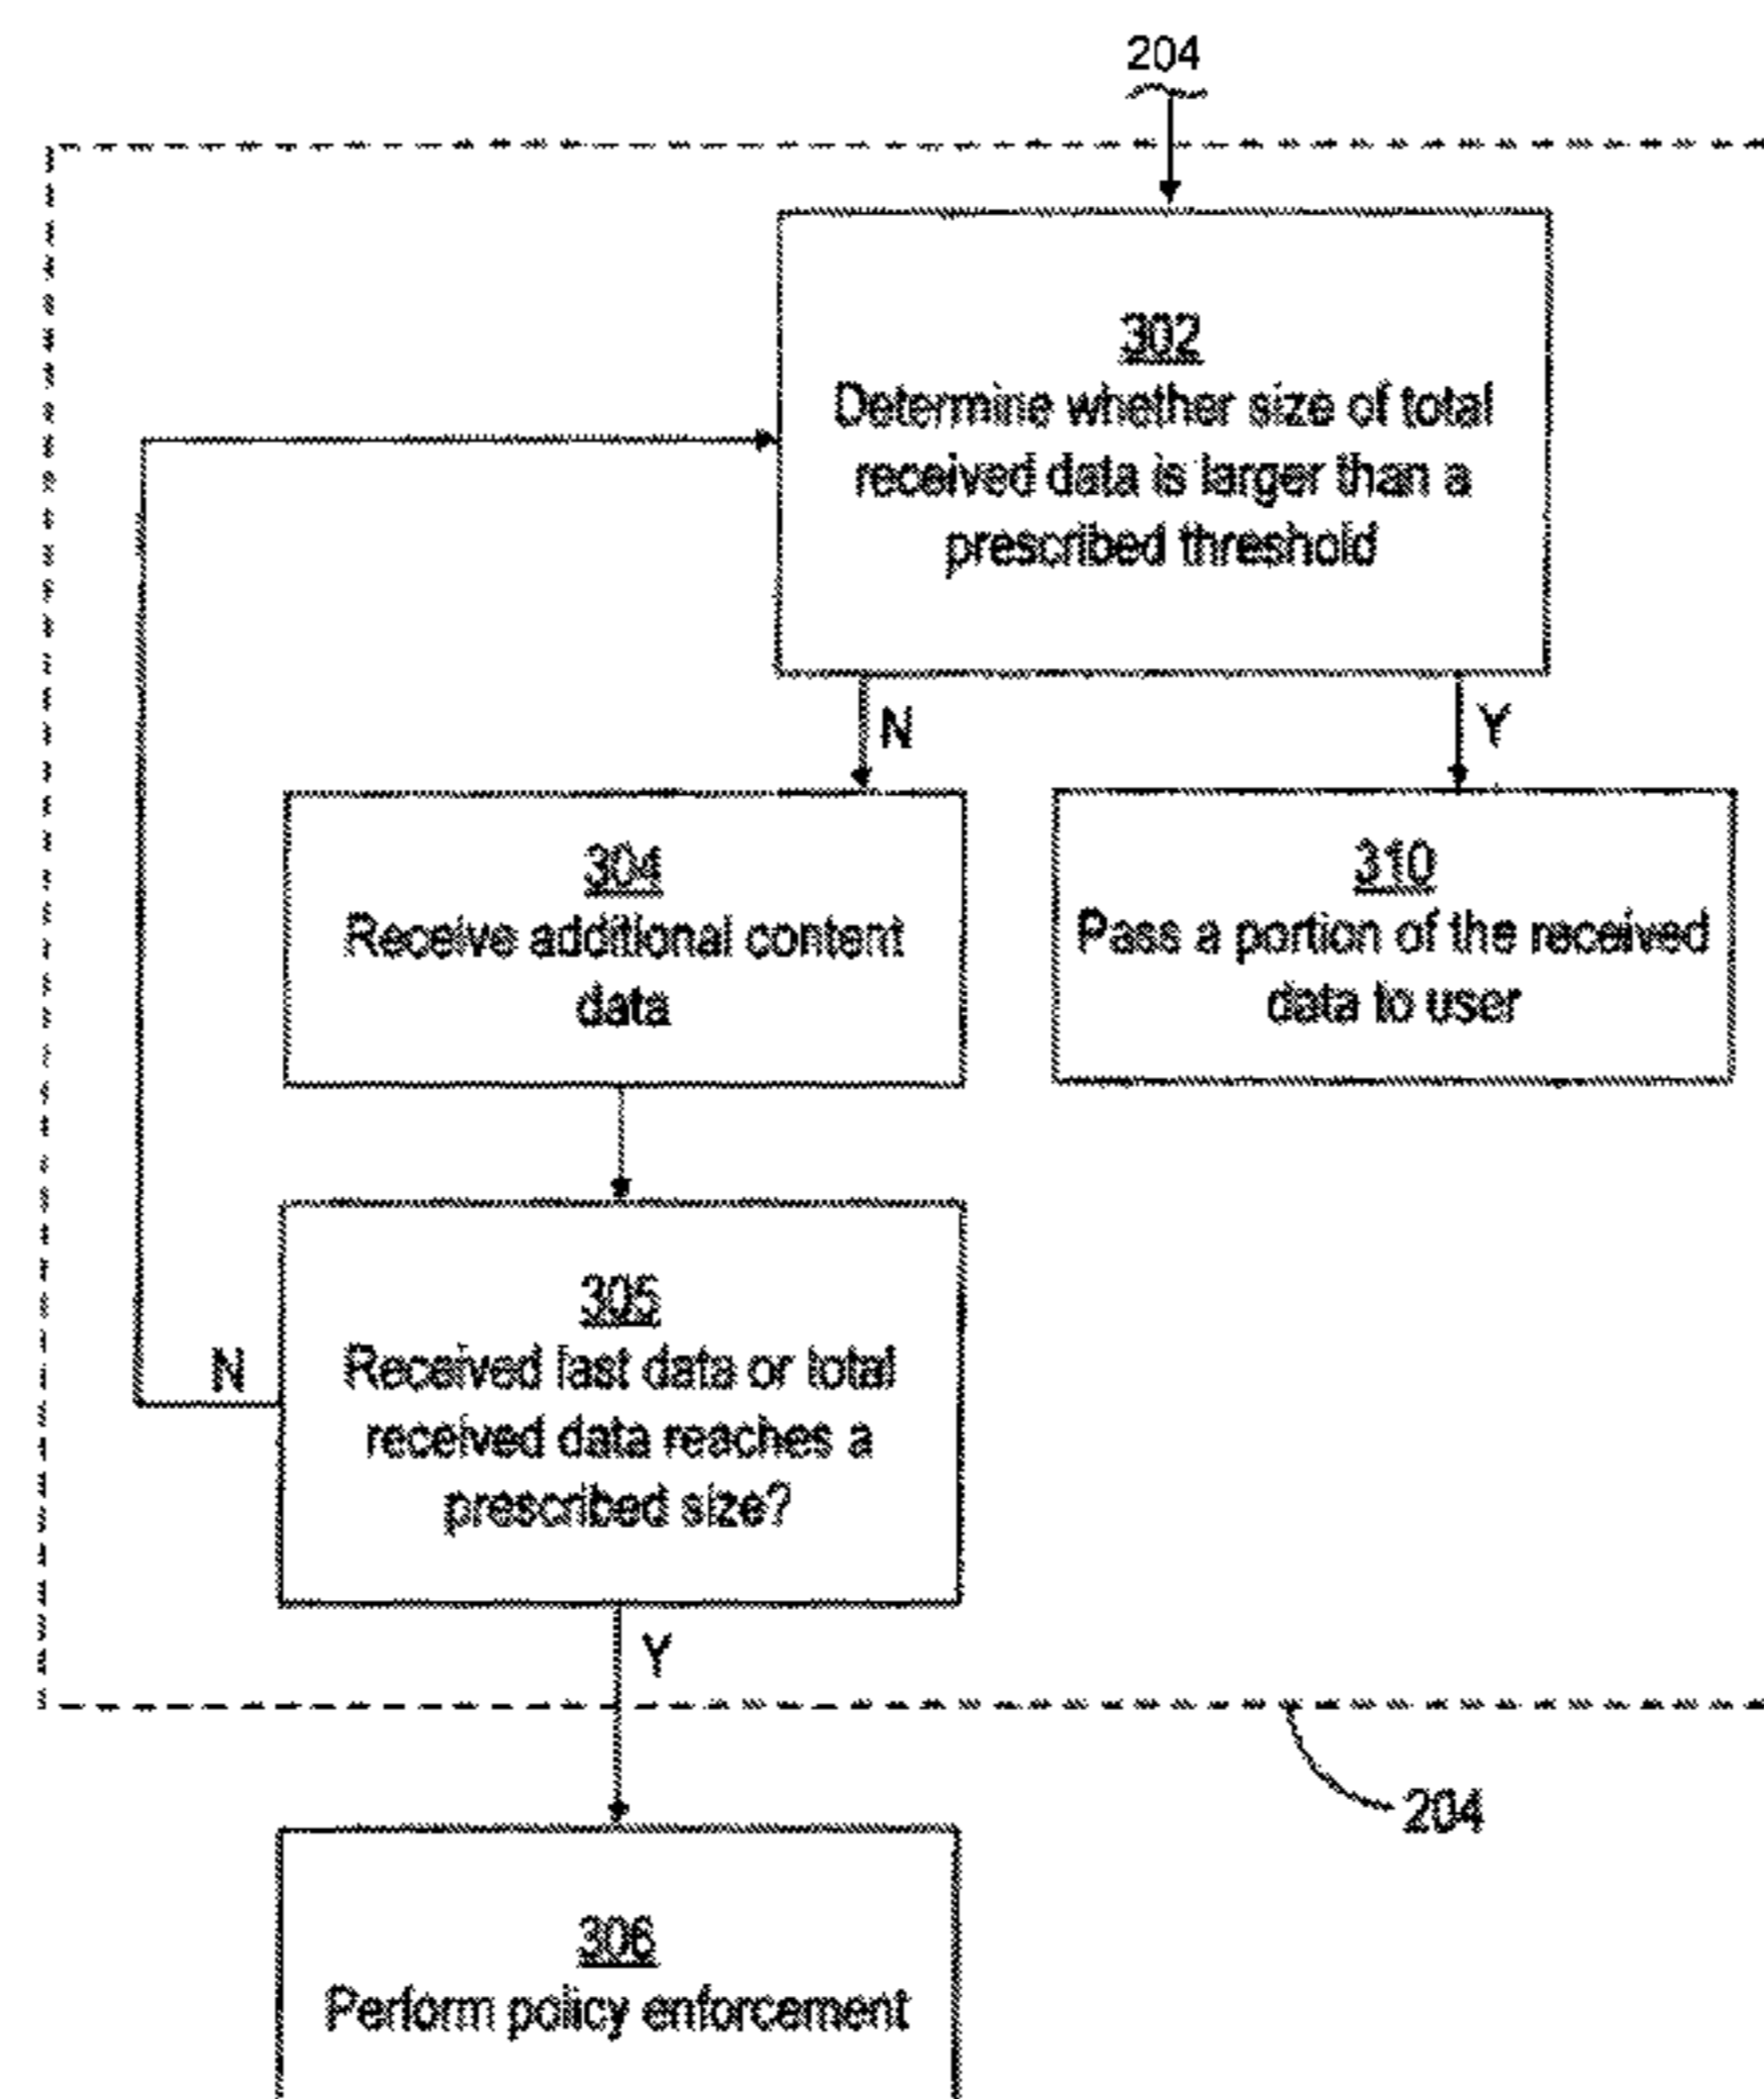 204
302
Determine whether size of total
received data is larger than a
prescribed threshold
N
Y
304
Receive additional content
data
310
Pass a portion of the received
data to user
305
Received last data or total
received data reaches a
prescribed size?
N
Y
204
306
Perform policy enforcement